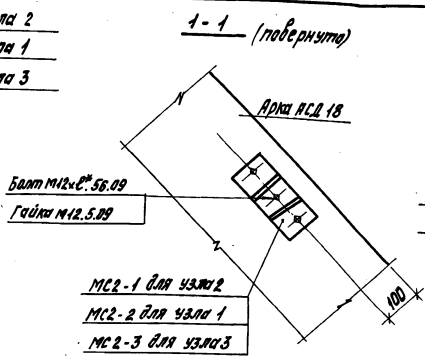 ла 2
ла 1
ла 3
1-1 (повернуто)
N
Арка АСД 18
Болт М12×ℓ*.56.09
Гайка М12.5.09
МС2-1 для узла 2
МС2-2 для узла 1
МС2-3 для узла 3
100